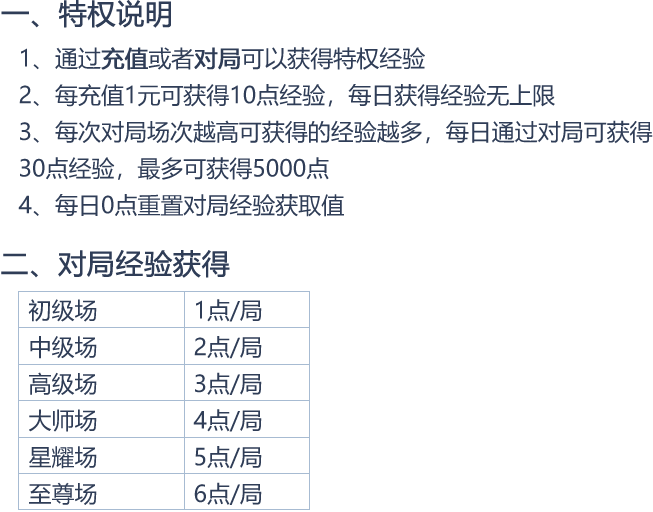 一、特权说明
1、通过充值或者对局可以获得特权经验
2、每充值1元可获得10点经验，每日获得经验无上限
3、每次对局场次越高可获得的经验越多，每日通过对局可获得
30点经验，最多可获得5000点
4、每日0点重置对局经验获取值
二、对局经验获得
初级场 1点/局
中级场 2点/局
高级场 3点/局
大师场 4点/局
星耀场 5点/局
至尊场 6点/局